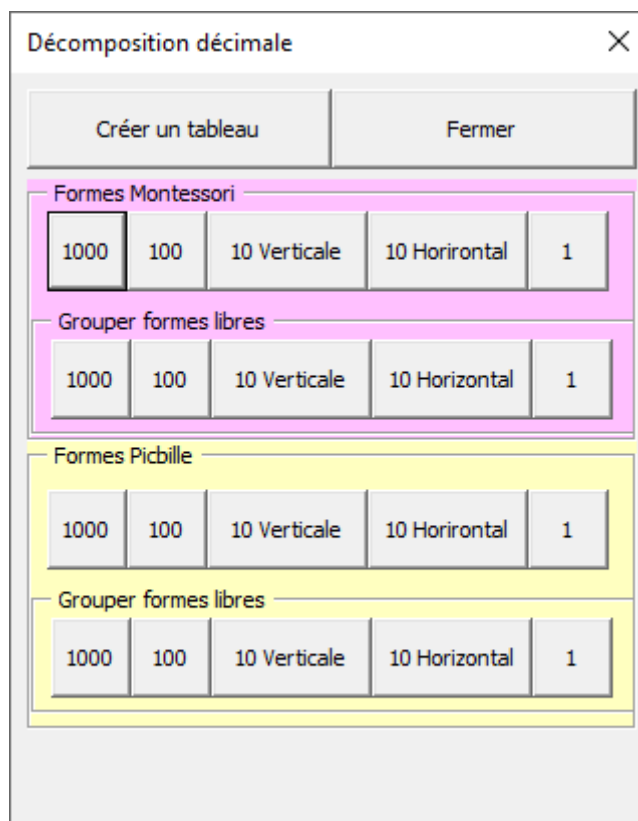 Décomposition décimale
Créer un tableau Fermer
Formes Montessori
1000 100 10 Verticale 10 Horirontal 1
Grouper formes libres
1000 100 10 Verticale 10 Horizontal 1
Formes Picbille
1000 100 10 Verticale 10 Horirontal 1
Grouper formes libres
1000 100 10 Verticale 10 Horizontal 1